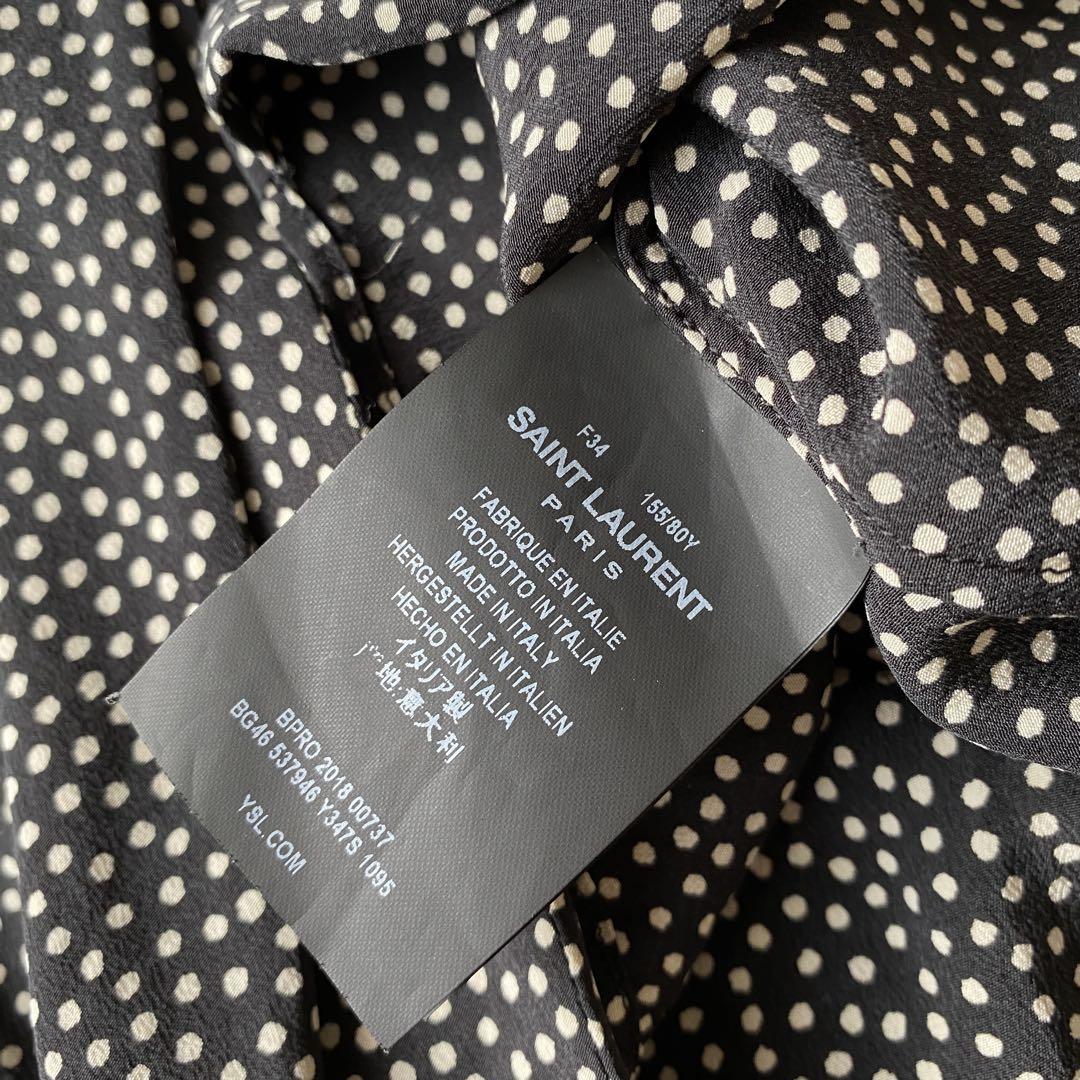 F34 155/80Y
SAINT LAURENT
PARIS
FABRIQUE EN ITALIE
PRODOTTO IN ITALIA
MADE IN ITALY
HERGESTELLT IN ITALIEN
HECHO EN ITALIA
イタリア製
地:意大利
BPRO 2018 00737
BG46 537946 Y347S 1095
YSL.COM